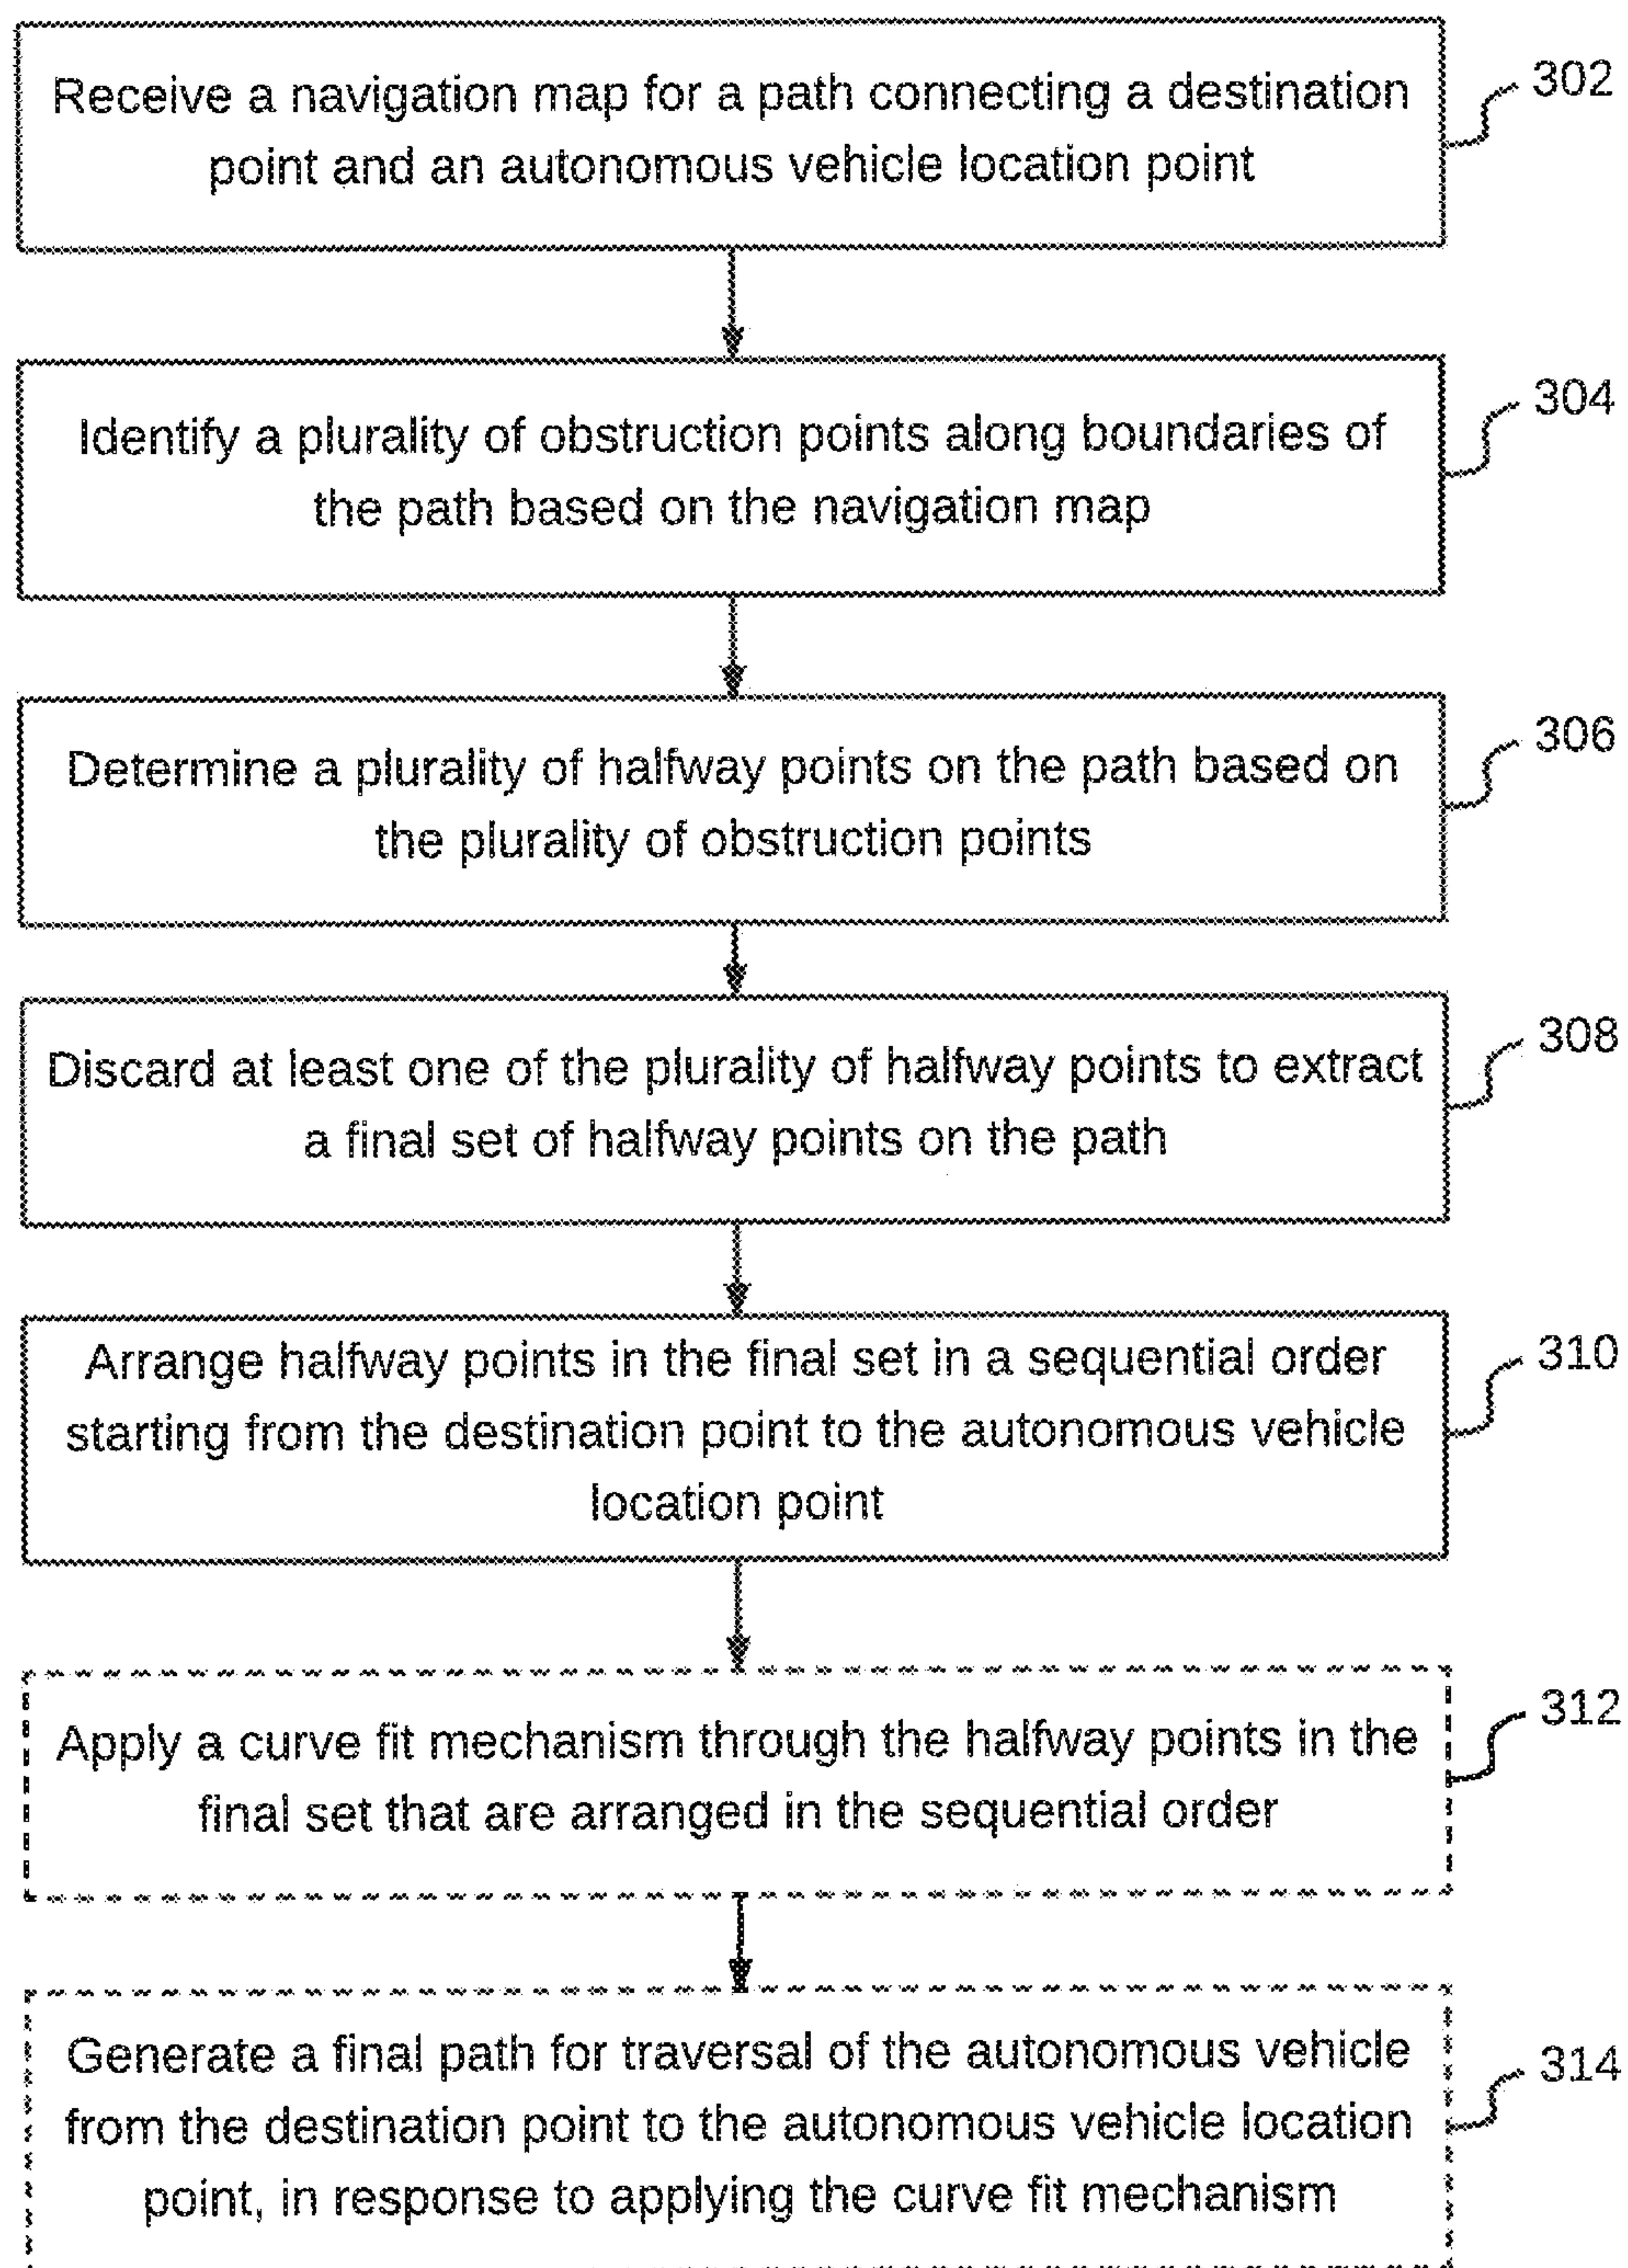 Receive a navigation map for a path connecting a destination
point and an autonomous vehicle location point
302
Identify a plurality of obstruction points along boundaries of
the path based on the navigation map
304
Determine a plurality of halfway points on the path based on
the plurality of obstruction points
306
Discard at least one of the plurality of halfway points to extract
a final set of halfway points on the path
308
Arrange halfway points in the final set in a sequential order
starting from the destination point to the autonomous vehicle
location point
310
Apply a curve fit mechanism through the halfway points in the
final set that are arranged in the sequential order
312
Generate a final path for traversal of the autonomous vehicle
from the destination point to the autonomous vehicle location
point, in response to applying the curve fit mechanism
314